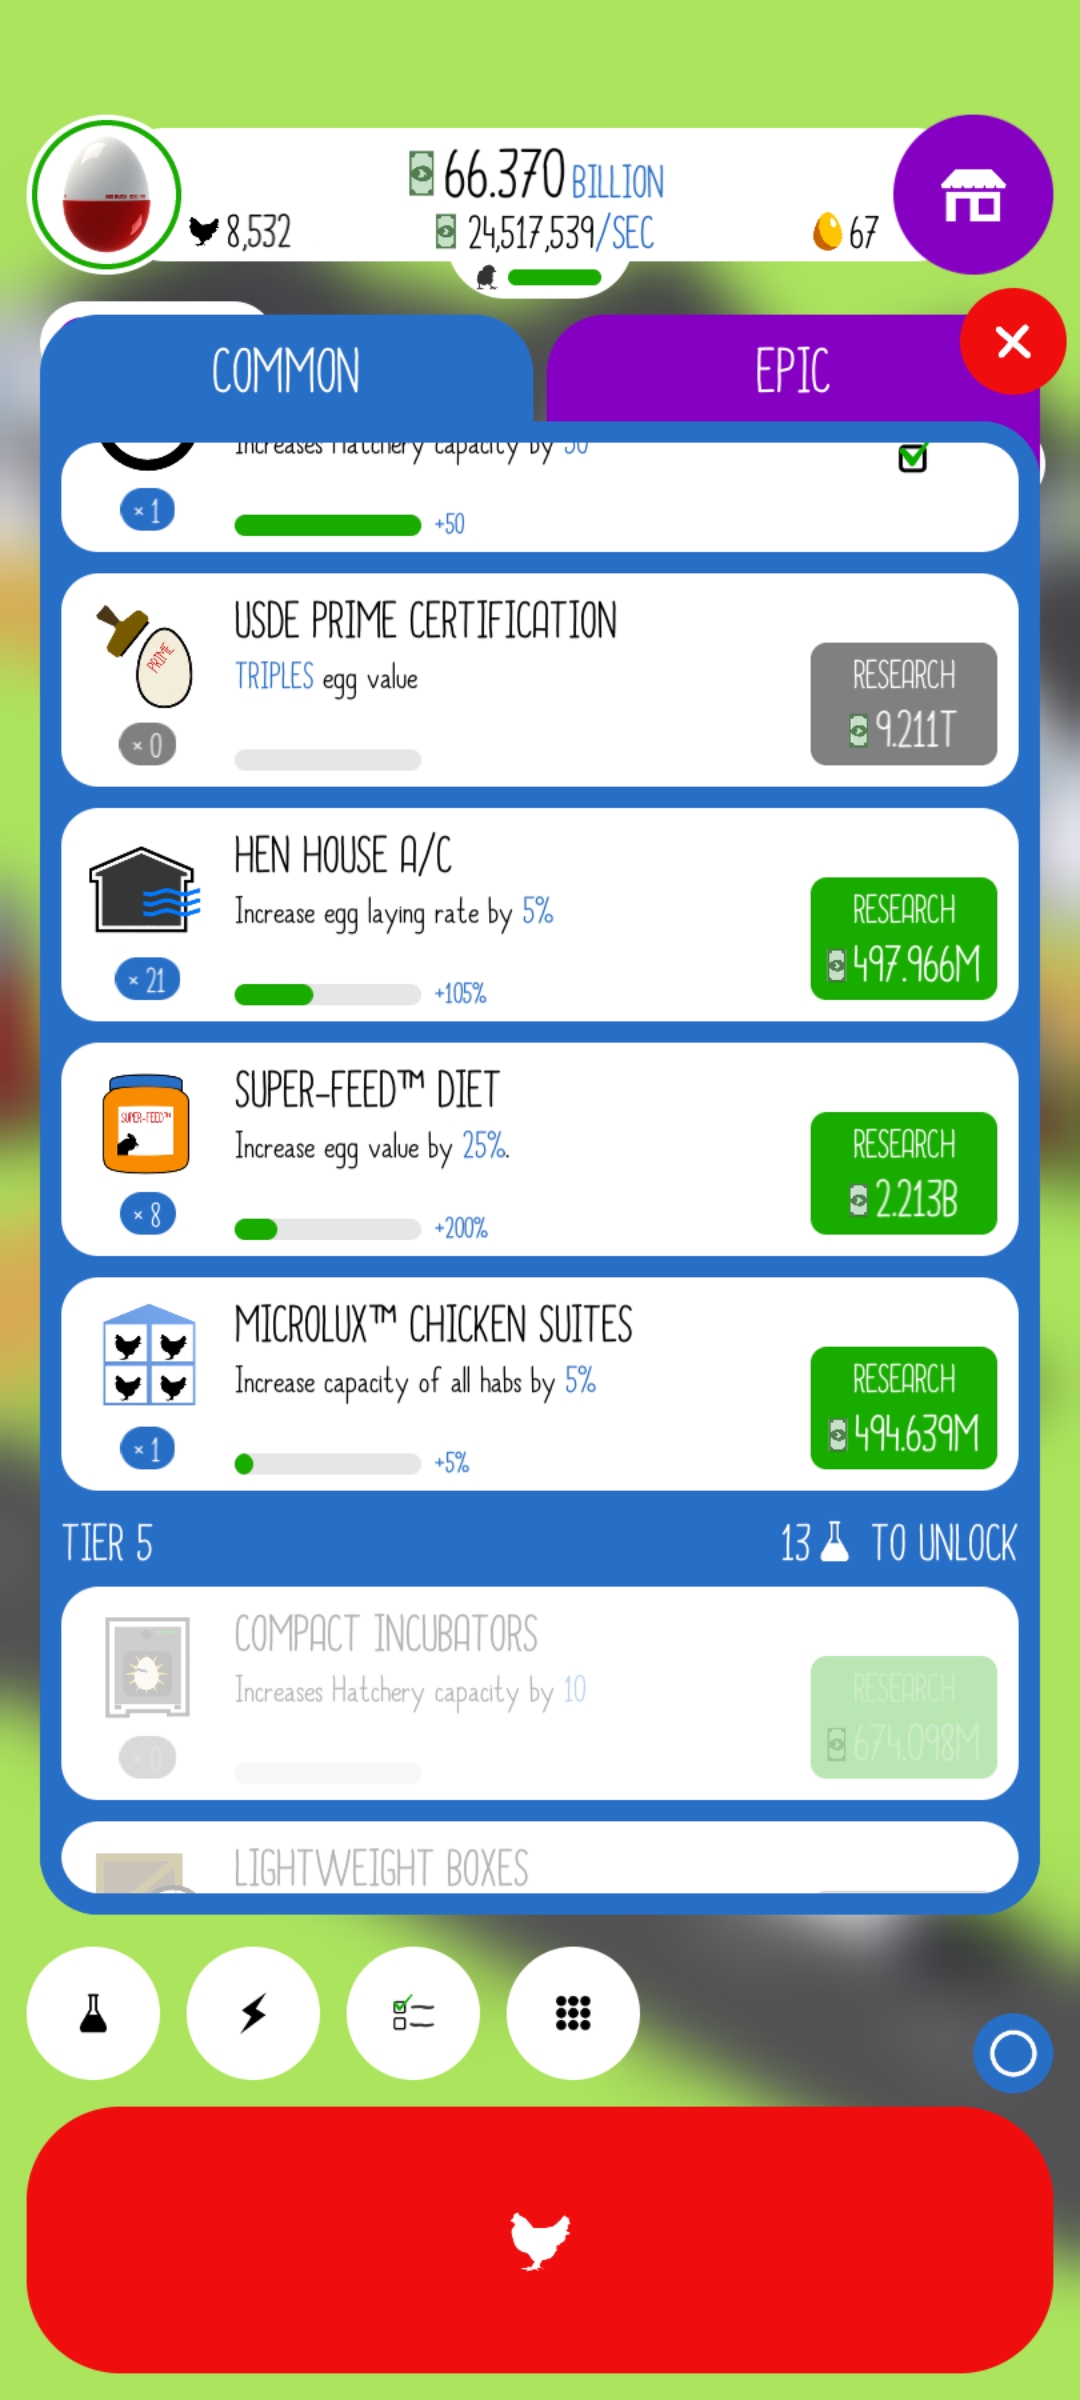 66.370 BILLION
8,532
24,517,539/SEC
67
COMMON
EPIC
Increases Hatchery capacity by 50
× 1
+50
USDE PRIME CERTIFICATION
TRIPLES egg value
PRIME
RESEARCH
9.211T
× 0
HEN HOUSE A/C
Increase egg laying rate by 5%
RESEARCH
497.966M
× 21
+105%
SUPER-FEED™ DIET
Increase egg value by 25%.
SUPER-FEED™
RESEARCH
2.213B
× 8
+200%
MICROLUX™ CHICKEN SUITES
Increase capacity of all habs by 5%
RESEARCH
494.639M
× 1
+5%
TIER 5
13 TO UNLOCK
COMPACT INCUBATORS
Increases Hatchery capacity by 10
RESEARCH
674.098M
× 0
LIGHTWEIGHT BOXES